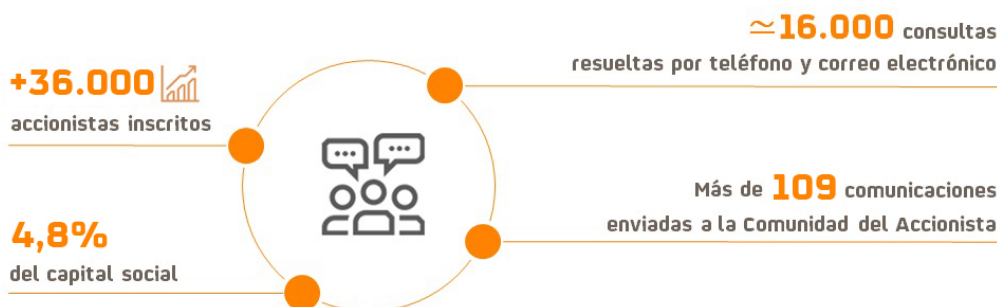 +36.000
accionistas inscritos
4,8%
del capital social
≃16.000 consultas
resueltas por teléfono y correo electrónico
Más de 109 comunicaciones
enviadas a la Comunidad del Accionista